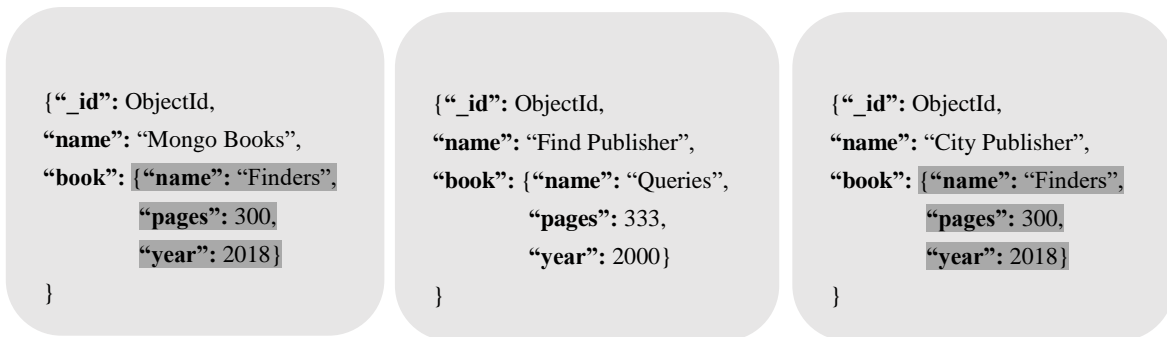 {“_id”: ObjectId,
“name”: “Mongo Books”,
“book”: {“name”: “Finders”,
“pages”: 300,
“year”: 2018}
}
{“_id”: ObjectId,
“name”: “Find Publisher”,
“book”: {“name”: “Queries”,
“pages”: 333,
“year”: 2000}
}
{“_id”: ObjectId,
“name”: “City Publisher”,
“book”: {“name”: “Finders”,
“pages”: 300,
“year”: 2018}
}